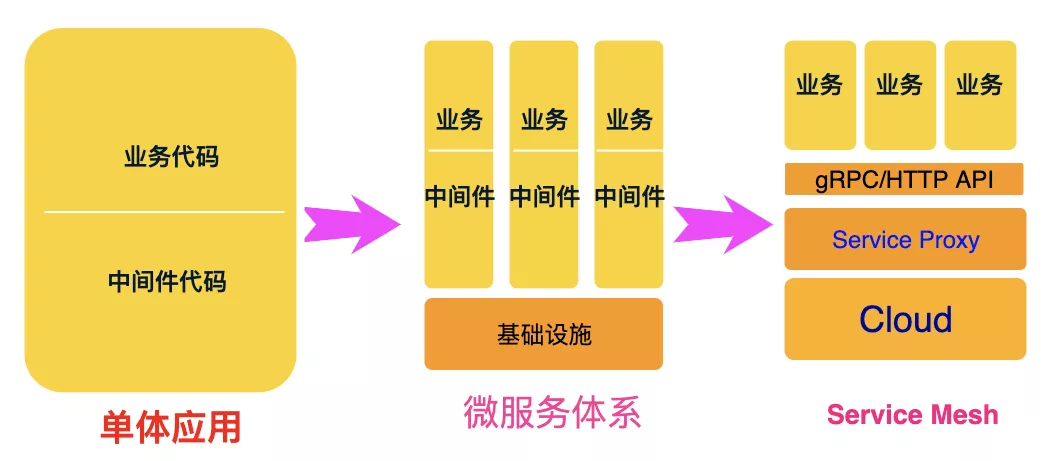 业务代码
中间件代码
单体应用
业务 业务 业务
中间件 中间件 中间件
基础设施
微服务体系
业务 业务 业务
gRPC/HTTP API
Service Proxy
Cloud
Service Mesh